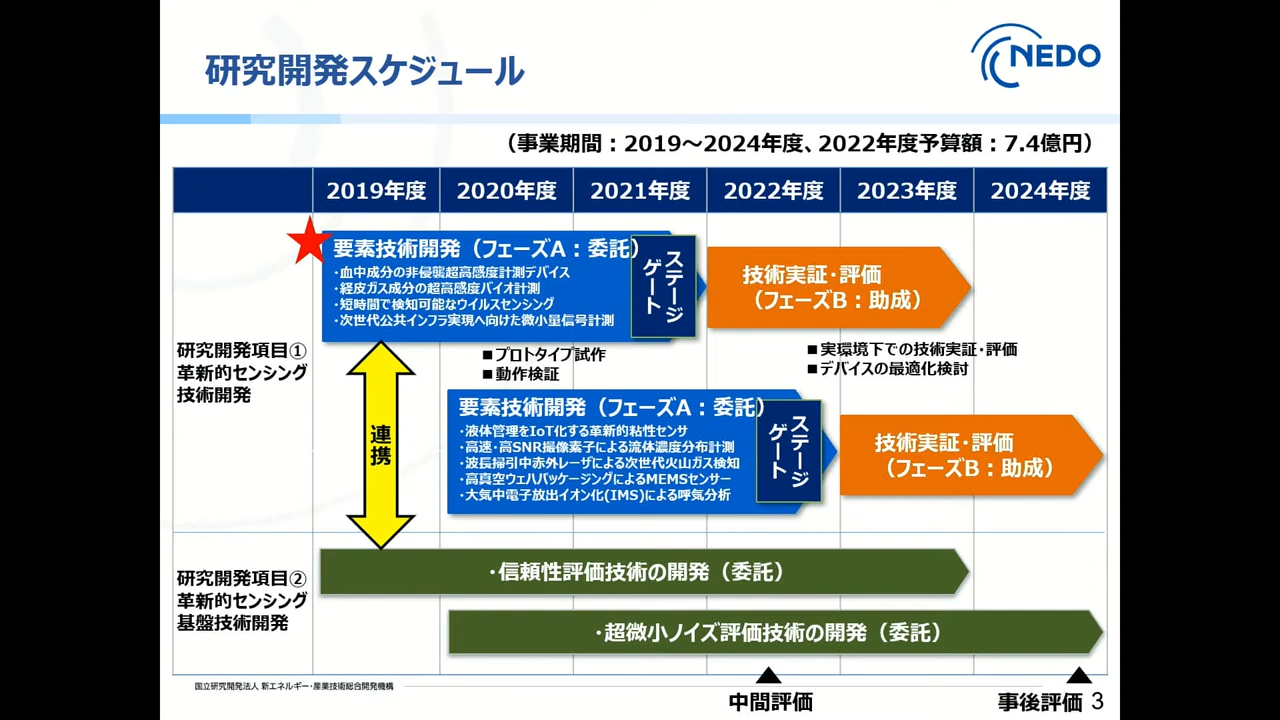 研究開発スケジュール
NEDO
（事業期間：2019～2024年度、2022年度予算額：7.4億円）
2019年度
2020年度
2021年度
2022年度
2023年度
2024年度
研究開発項目①
革新的センシング
技術開発
要素技術開発（フェーズA：委託）
・血中成分の非侵襲超高感度計測デバイス
・経皮ガス成分の超高感度バイオ計測
・短時間で検知可能なウイルスセンシング
・次世代公共インフラ実現へ向けた微小量信号計測
ステージ
ゲート
技術実証・評価
（フェーズB：助成）
■プロトタイプ試作
■動作検証
■実環境下での技術実証・評価
■デバイスの最適化検討
連携
要素技術開発（フェーズA：委託）
・液体管理をIoT化する革新的粘性センサ
・高速・高SNR撮像素子による流体濃度分布計測
・波長掃引中赤外レーザによる次世代火山ガス検知
・高真空ウェハパッケージングによるMEMSセンサー
・大気中電子放出イオン化(IMS)による呼気分析
ステージ
ゲート
技術実証・評価
（フェーズB：助成）
研究開発項目②
革新的センシング
基盤技術開発
・信頼性評価技術の開発（委託）
・超微小ノイズ評価技術の開発（委託）
国立研究開発法人 新エネルギー・産業技術総合開発機構
中間評価
事後評価
3